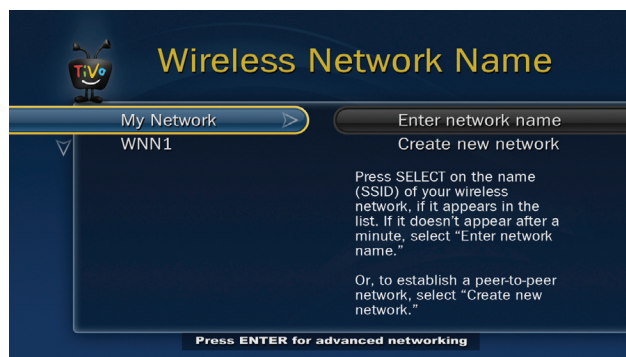 TiVo
Wireless Network Name
My Network
WNN1
Enter network name
Create new network
Press SELECT on the name
(SSID) of your wireless
network, if it appears in the
list. If it doesn't appear after a
minute, select "Enter network
name."
Or, to establish a peer-to-peer
network, select "Create new
network."
Press ENTER for advanced networking